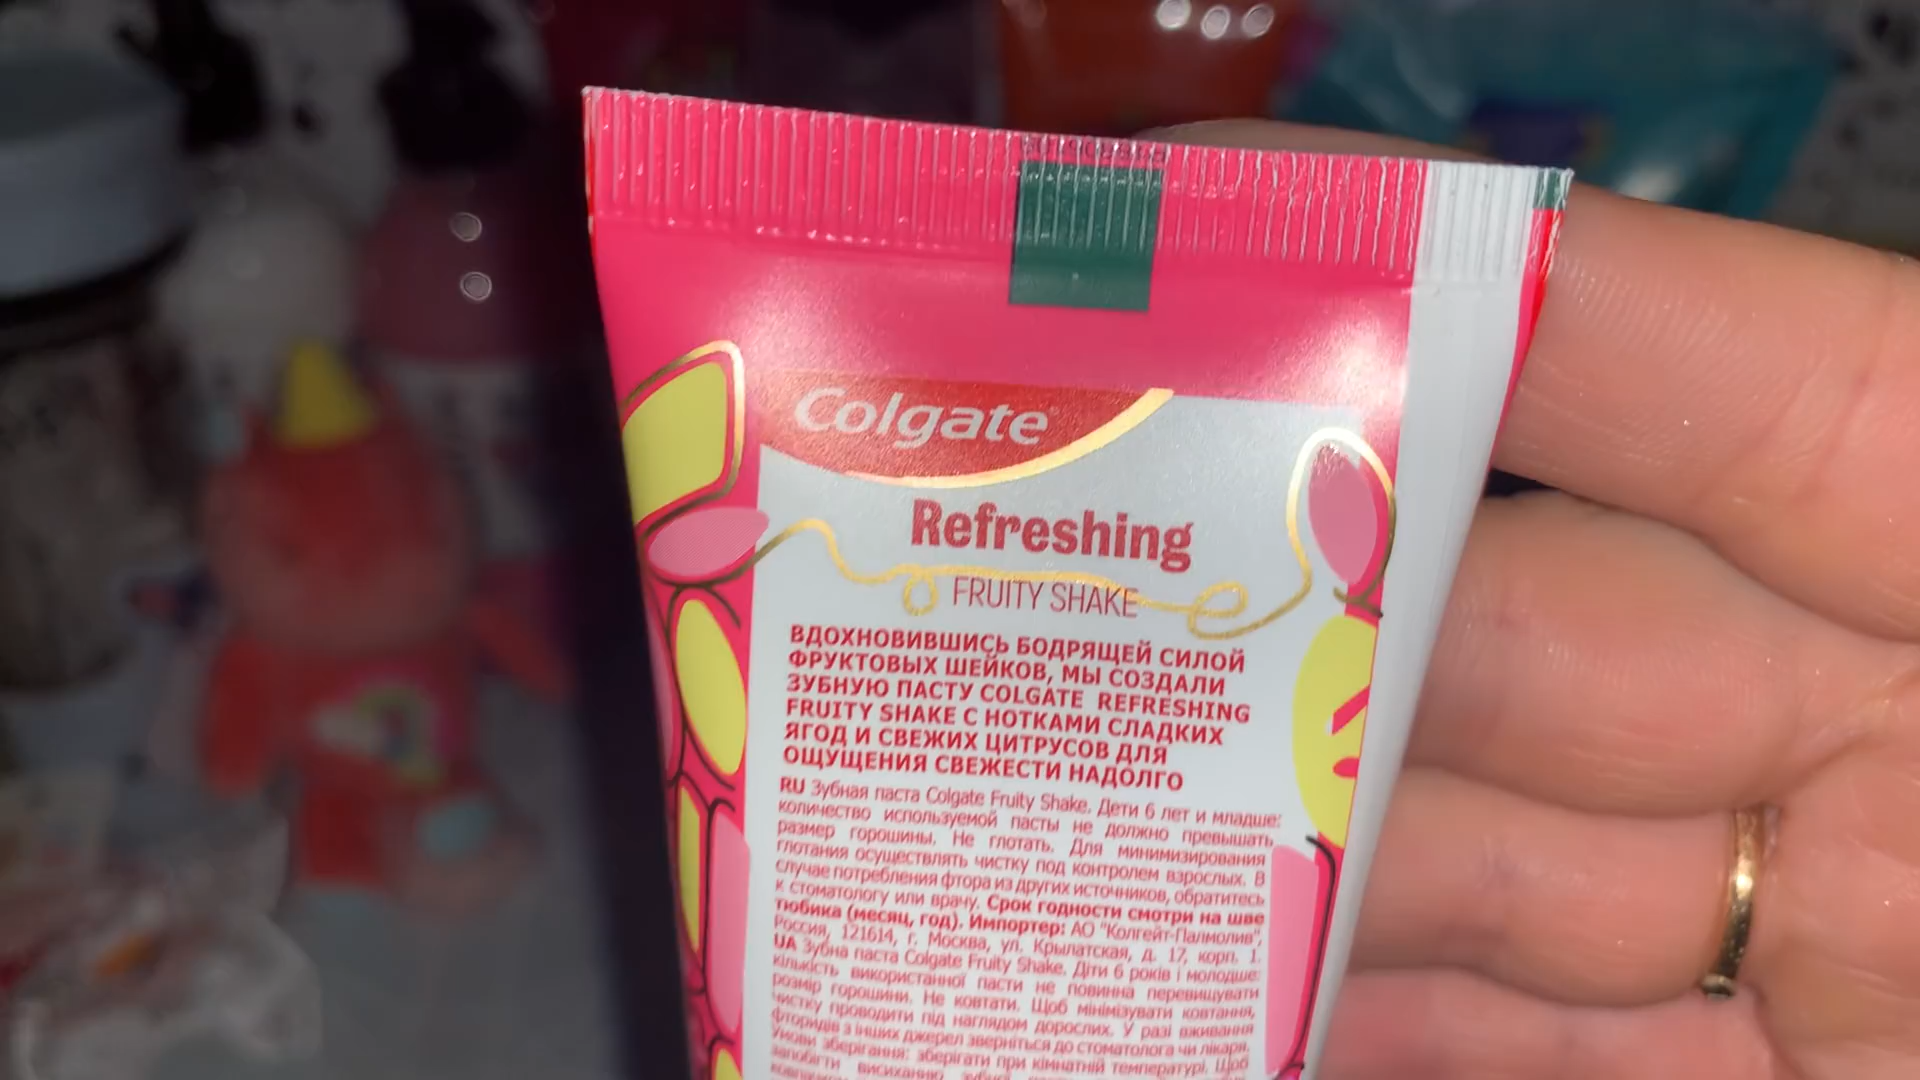 Colgate
Refreshing
FRUITY SHAKE
ВДОХНОВИВШИСЬ БОДРЯЩЕЙ СИЛОЙ
ФРУКТОВЫХ ШЕЙКОВ, МЫ СОЗДАЛИ
ЗУБНУЮ ПАСТУ COLGATE REFRESHING
FRUITY SHAKE С НОТКАМИ СЛАДКИХ
ЯГОД И СВЕЖИХ ЦИТРУСОВ ДЛЯ
ОЩУЩЕНИЯ СВЕЖЕСТИ НАДОЛГО
RU Зубная паста Colgate Fruity Shake. Дети 6 лет и младше:
количество используемой пасты не должно превышать
размер горошины. Не глотать. Для минимизирования
глотания осуществлять чистку под контролем взрослых. В
случае потребления фтора из других источников, обратитесь
к стоматологу или врачу. Срок годности смотри на шве
тюбика (месяц, год). Импортер: АО "Колгейт-Палмолив",
Россия, 121614, г. Москва, ул. Крылатская, д. 17, корп. 1.
UA Зубна паста Colgate Fruity Shake. Діти 6 років і молодше:
кількість використанної пасти не повинна перевищувати
розмір горошини. Не ковтати. Щоб мінімізувати ковтання,
чистку проводити під наглядом дорослих. У разі вживання
фторидів з інших джерел зверніться до стоматолога чи лікаря.
Умови зберігання: зберігати при кімнатній температурі. Щоб
запобігти висиханню зубної